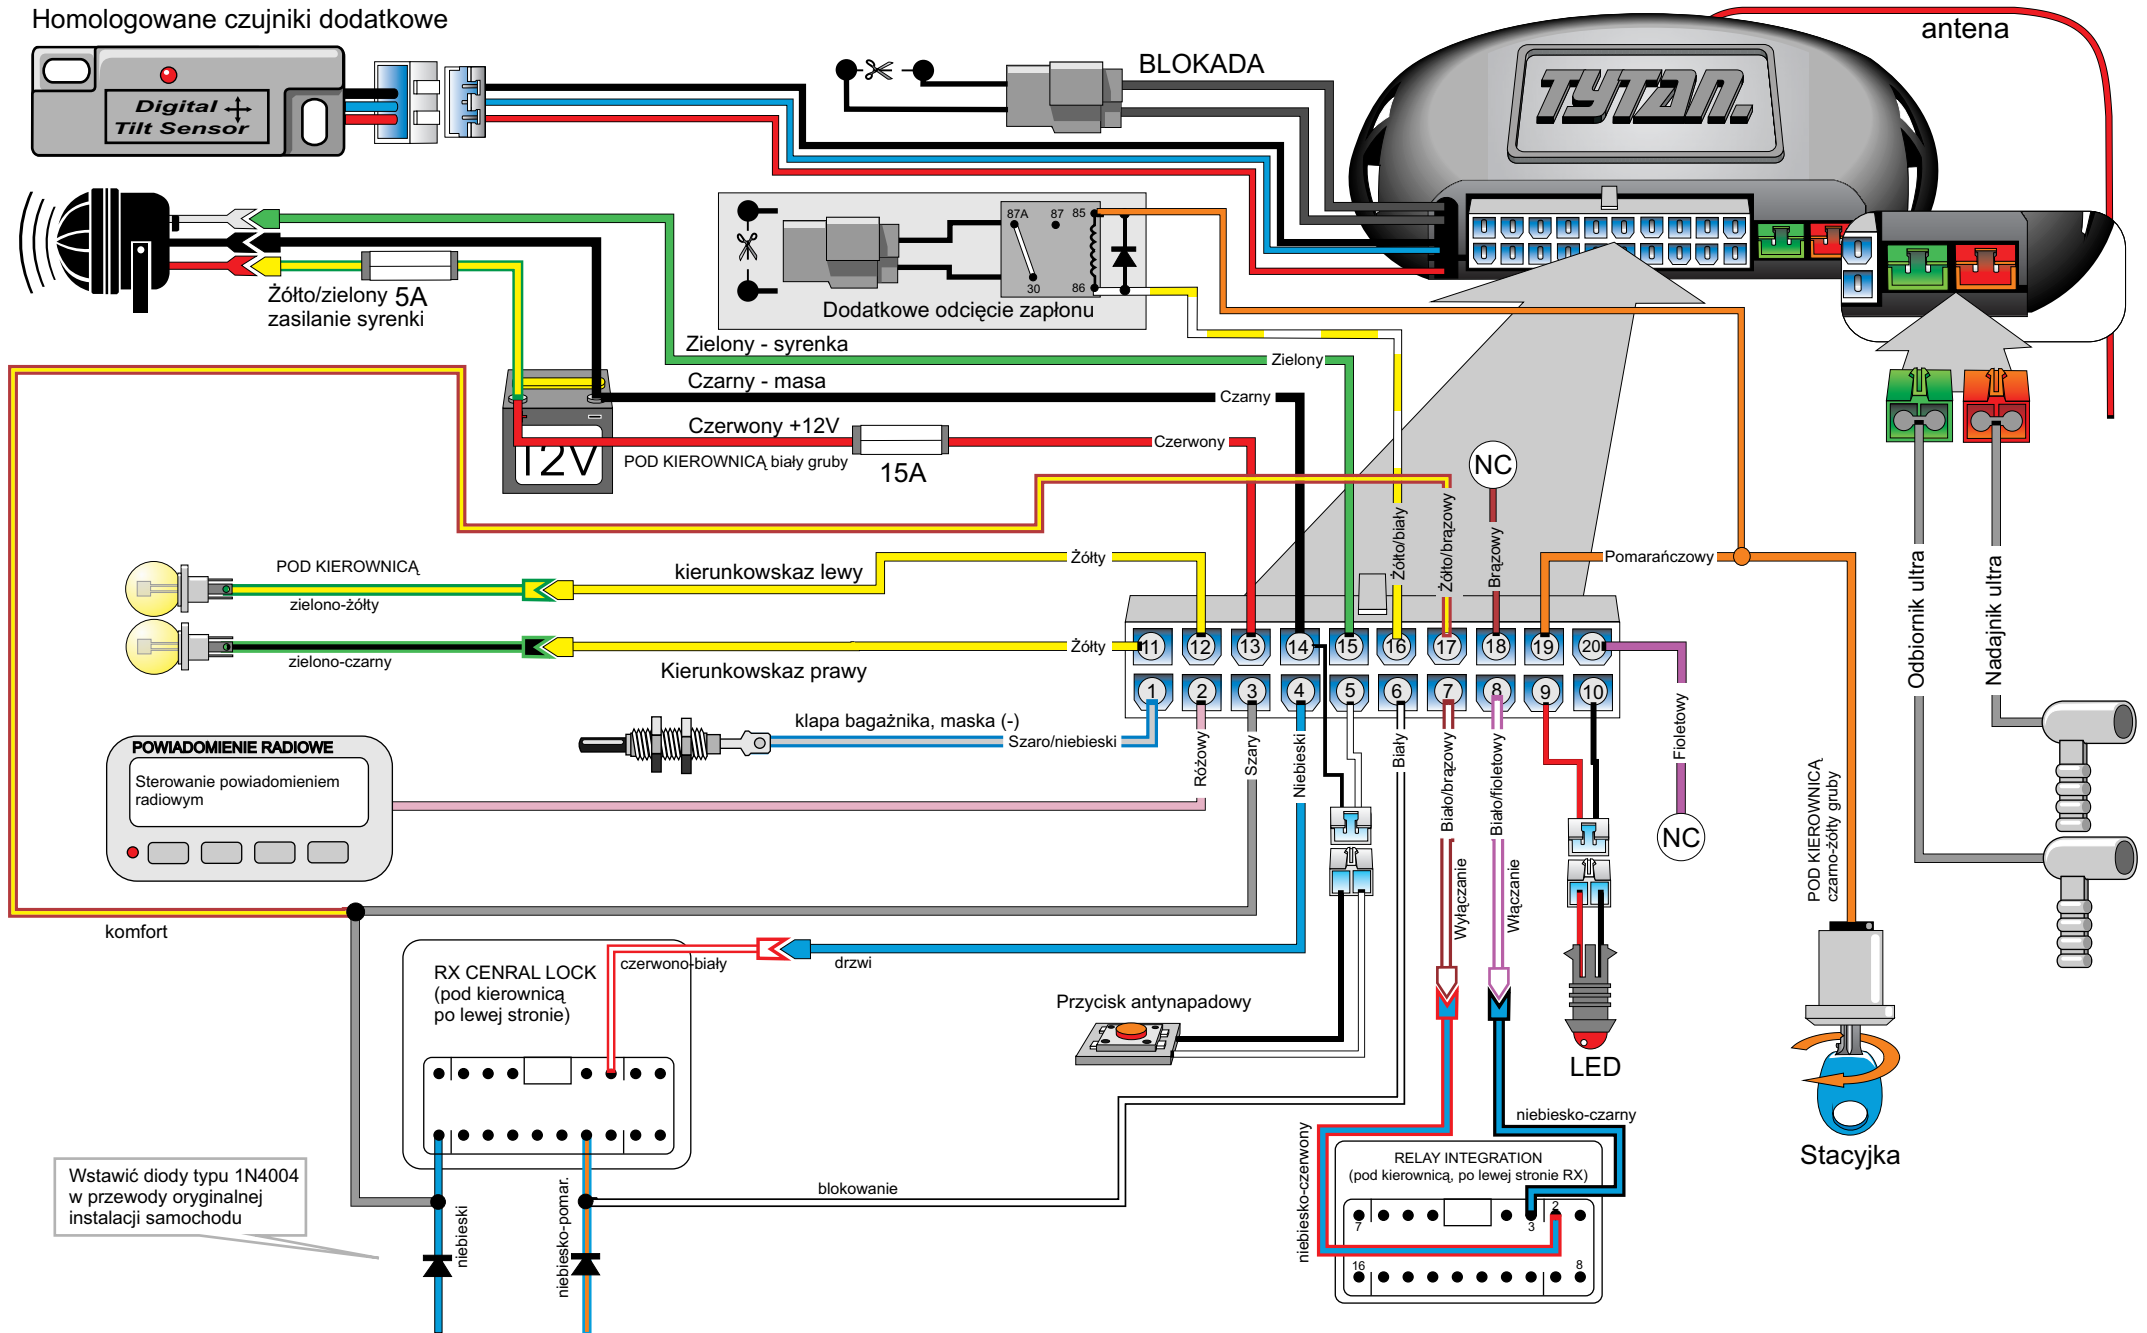 Homologowane czujniki dodatkowe
Digital
Tilt Sensor
BLOKADA
TYTAN.
antena
Żółto/zielony 5A
zasilanie syrenki
87A
87
85
30
86
Dodatkowe odcięcie zapłonu
Zielony - syrenka
Zielony
Czarny - masa
Czarny
Czerwony +12V
Czerwony
POD KIEROWNICĄ biały gruby
15A
12V
NC
Żółto/biały
Żółto/brązowy
Brązowy
Pomarańczowy
POD KIEROWNICĄ
zielono-żółty
kierunkowskaz lewy
Żółty
zielono-czarny
Kierunkowskaz prawy
Żółty
11 12 13 14 15 16 17 18 19 20
1 2 3 4 5 6 7 8 9 10
Odbiornik ultra
Nadajnik ultra
klapa bagażnika, maska (-)
Szaro/niebieski
Różowy
Szary
Niebieski
Biały
Biało/brązowy
Biało/fioletowy
Fioletowy
NC
POWIADOMIENIE RADIOWE
Sterowanie powiadomieniem
radiowym
Wyłączanie
Włączanie
POD KIEROWNICĄ
czarno-żółty gruby
komfort
czerwono-biały
drzwi
RX CENRAL LOCK
(pod kierownicą
po lewej stronie)
Przycisk antynapadowy
LED
Stacyjka
niebiesko-czarny
niebiesko-czerwony
RELAY INTEGRATION
(pod kierownicą, po lewej stronie RX)
7
3
2
16
8
Wstawić diody typu 1N4004
w przewody oryginalnej
instalacji samochodu
niebieski
niebiesko-pomar.
blokowanie